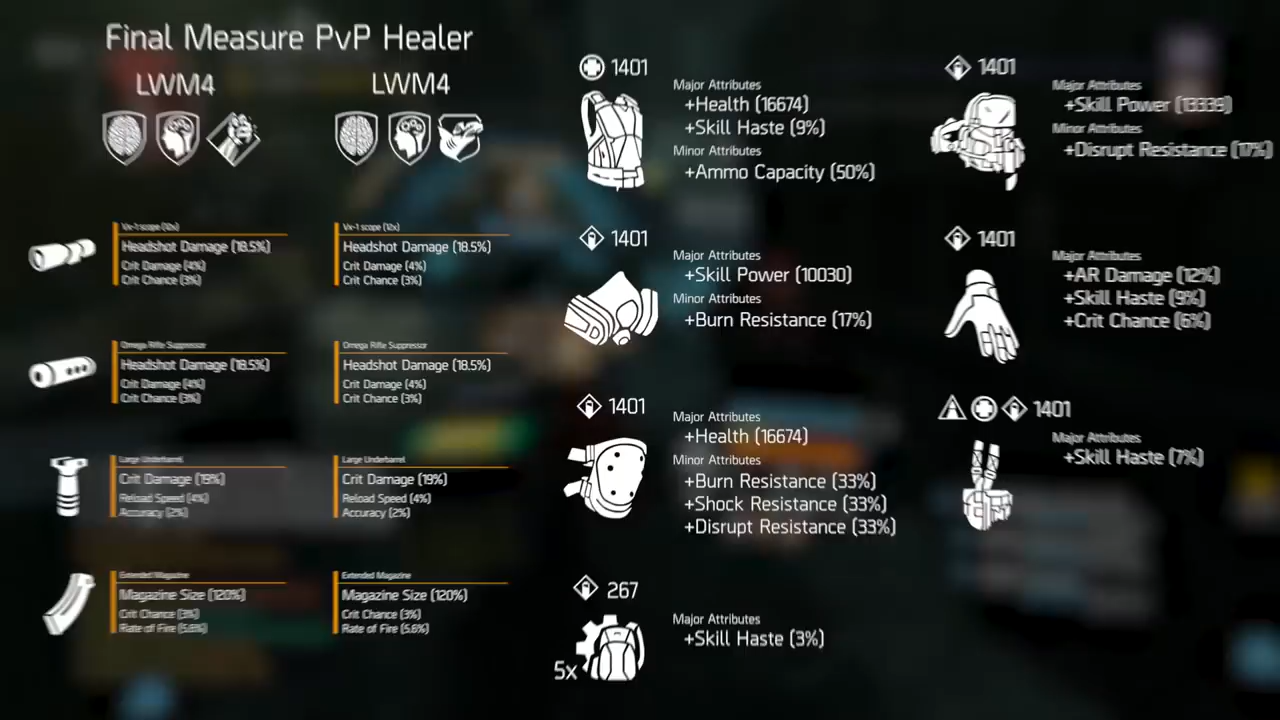 Final Measure PvP Healer
LWM4
LWM4
Vx-1 scope (12x)
Headshot Damage (18.5%)
Crit Damage (4%)
Crit Chance (3%)
Vx-1 scope (12x)
Headshot Damage (18.5%)
Crit Damage (4%)
Crit Chance (3%)
Omega Rifle Suppressor
Headshot Damage (18.5%)
Crit Damage (4%)
Crit Chance (3%)
Omega Rifle Suppressor
Headshot Damage (18.5%)
Crit Damage (4%)
Crit Chance (3%)
Large Underbarrel
Crit Damage (19%)
Reload Speed (4%)
Accuracy (2%)
Large Underbarrel
Crit Damage (19%)
Reload Speed (4%)
Accuracy (2%)
Extended Magazine
Magazine Size (120%)
Crit Chance (3%)
Rate of Fire (5.6%)
Extended Magazine
Magazine Size (120%)
Crit Chance (3%)
Rate of Fire (5.6%)
1401
Major Attributes
+Health (16674)
+Skill Haste (9%)
Minor Attributes
+Ammo Capacity (50%)
1401
Major Attributes
+Skill Power (10030)
Minor Attributes
+Burn Resistance (17%)
1401
Major Attributes
+Health (16674)
Minor Attributes
+Burn Resistance (33%)
+Shock Resistance (33%)
+Disrupt Resistance (33%)
267
5x
Major Attributes
+Skill Haste (3%)
1401
Major Attributes
+Skill Power (13339)
Minor Attributes
+Disrupt Resistance (17%)
1401
Major Attributes
+AR Damage (12%)
+Skill Haste (9%)
+Crit Chance (6%)
1401
Major Attributes
+Skill Haste (7%)